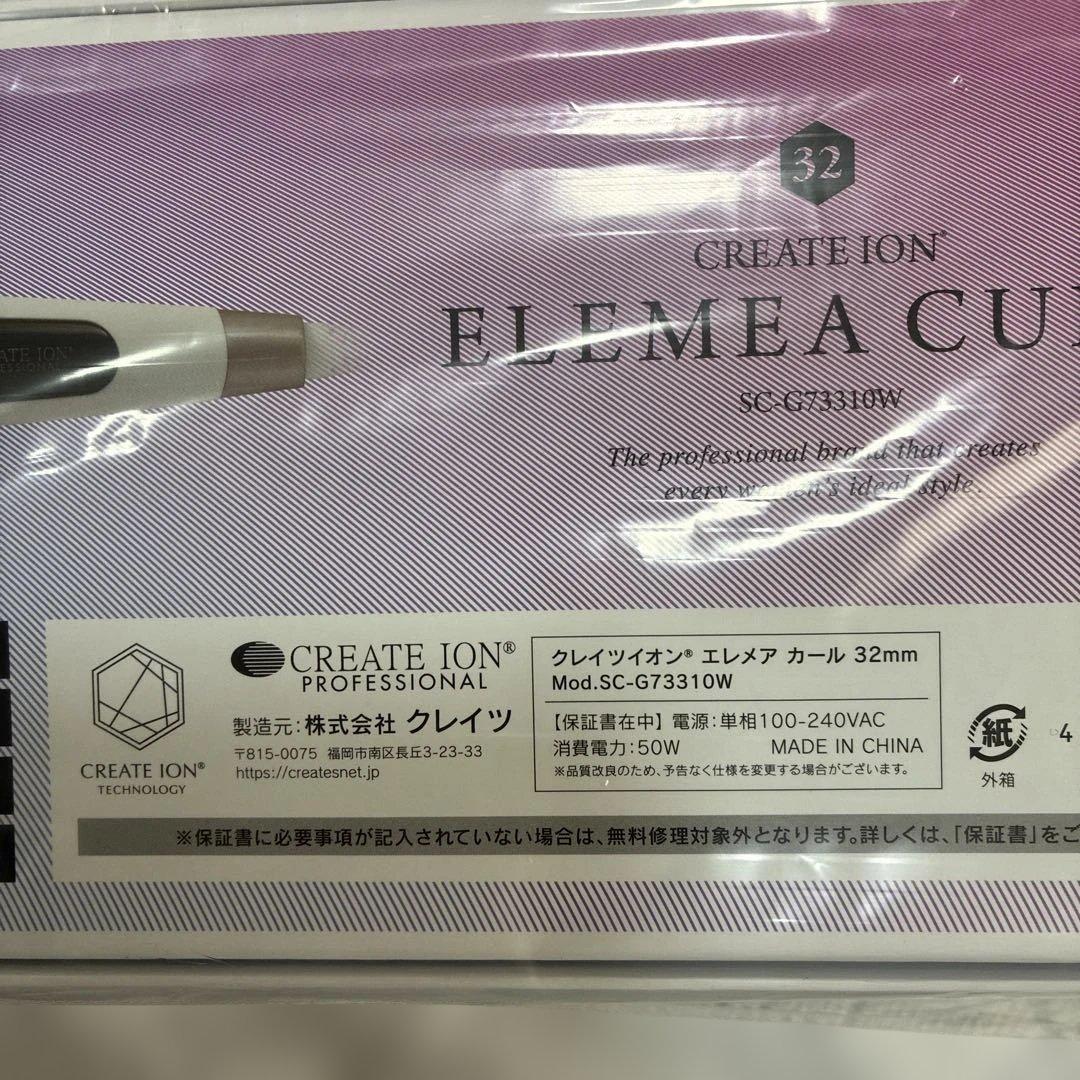 32
CREATE ION®
ELEMEA CU
SC-G73310W
The professional brand that creates
every women's ideal style.
ATE ION
CREATE ION®
TECHNOLOGY
CREATE ION®
PROFESSIONAL
製造元:株式会社 クレイツ
〒815-0075 福岡市南区長丘3-23-33
https://createsnet.jp
クレイツイオン® エレメア カール 32mm
Mod.SC-G73310W
【保証書在中】電源:単相100-240VAC
消費電力:50W MADE IN CHINA
※品質改良のため、予告なく仕様を変更する場合がございます。
紙
外箱
4
※保証書に必要事項が記入されていない場合は、無料修理対象外となります。詳しくは、「保証書」をご